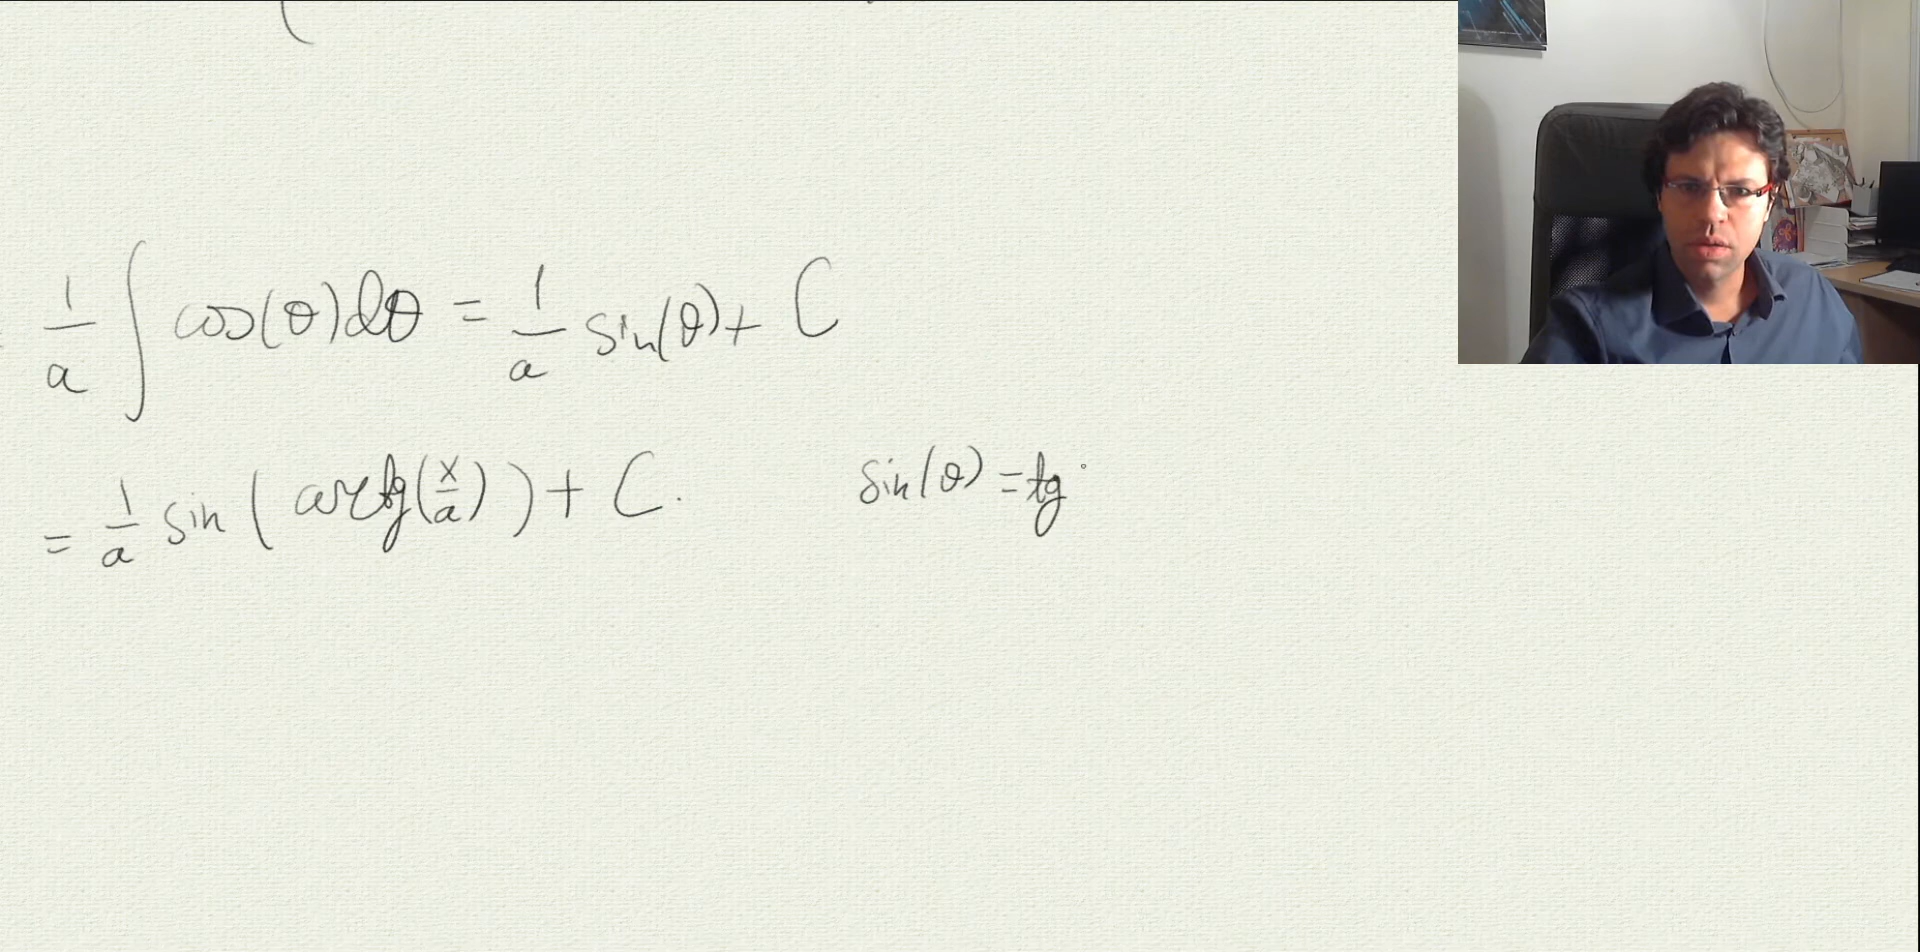 1/a ∫ cos(θ)dθ = 1/a sin(θ) + C
= 1/a sin( arctg(x/a) ) + C.
sin(θ) = tg